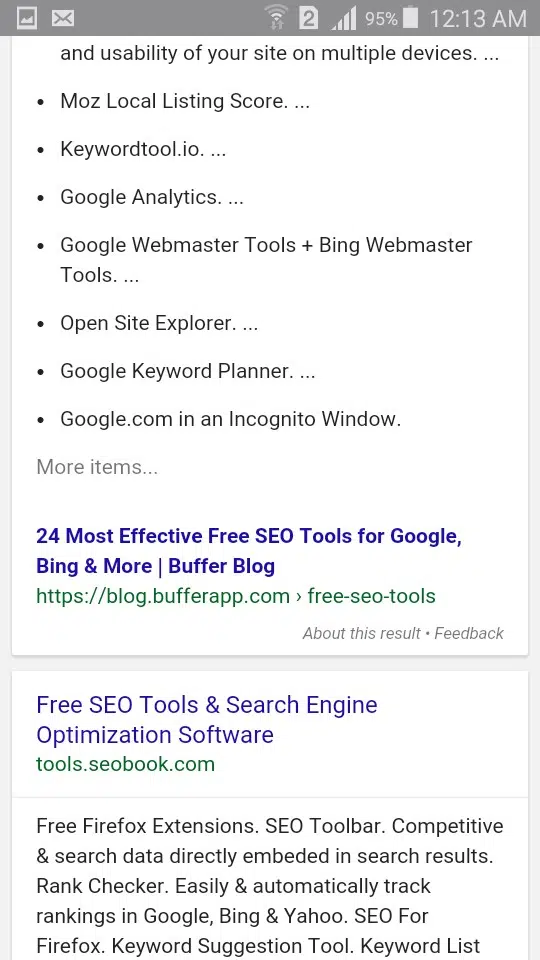 2 95% 12:13 AM
and usability of your site on multiple devices. ...
• Moz Local Listing Score. ...
• Keywordtool.io. ...
• Google Analytics. ...
• Google Webmaster Tools + Bing Webmaster
Tools. ...
• Open Site Explorer. ...
• Google Keyword Planner. ...
• Google.com in an Incognito Window.
More items...
24 Most Effective Free SEO Tools for Google,
Bing & More | Buffer Blog
https://blog.bufferapp.com › free-seo-tools
About this result • Feedback
Free SEO Tools & Search Engine
Optimization Software
tools.seobook.com
Free Firefox Extensions. SEO Toolbar. Competitive
& search data directly embeded in search results.
Rank Checker. Easily & automatically track
rankings in Google, Bing & Yahoo. SEO For
Firefox. Keyword Suggestion Tool. Keyword List